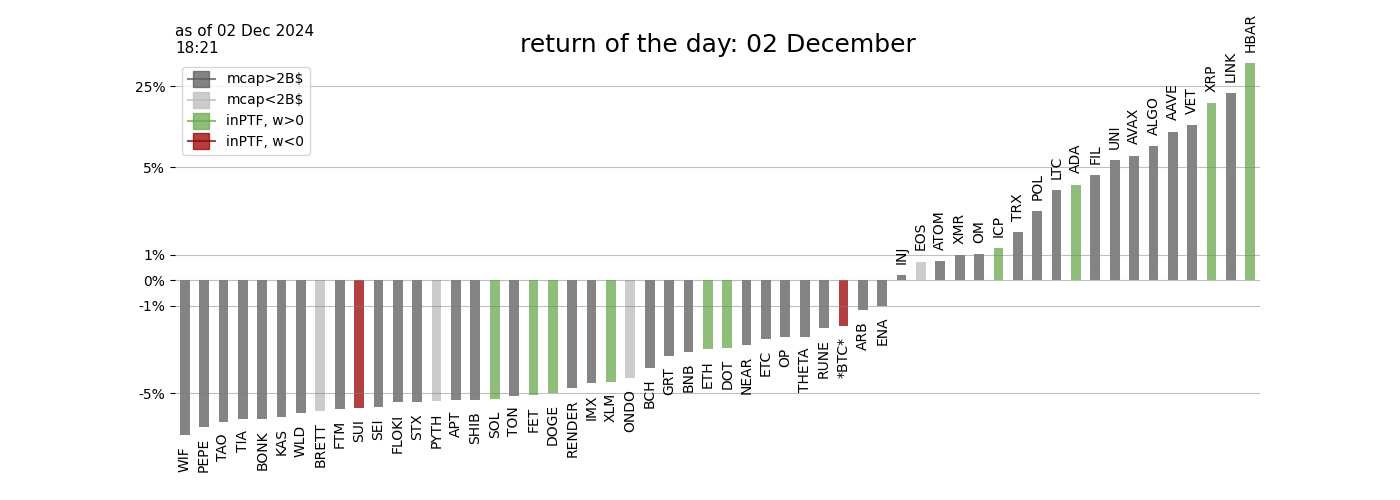 as of 02 Dec 2024
18:21
return of the day: 02 December
mcap>2B$
mcap<2B$
inPTF, w>0
inPTF, w<0
25%
5%
1%
0%
-1%
-5%
WIF
PEPE
TAO
TIA
BONK
KAS
WLD
BRETT
FTM
SUI
SEI
FLOKI
STX
PYTH
APT
SHIB
SOL
TON
FET
DOGE
RENDER
IMX
XLM
ONDO
BCH
GRT
BNB
ETH
DOT
NEAR
ETC
OP
THETA
RUNE
*BTC*
ARB
ENA
INJ
EOS
ATOM
XMR
OM
ICP
TRX
POL
LTC
ADA
FIL
UNI
AVAX
ALGO
AAVE
VET
XRP
LINK
HBAR